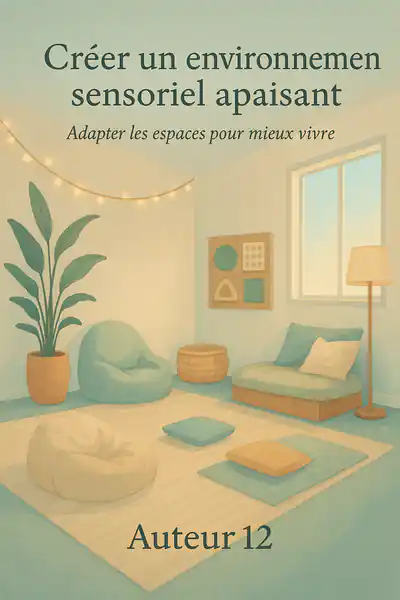 Créer un environnemen
sensoriel apaisant
Adapter les espaces pour mieux vivre
Auteur 12